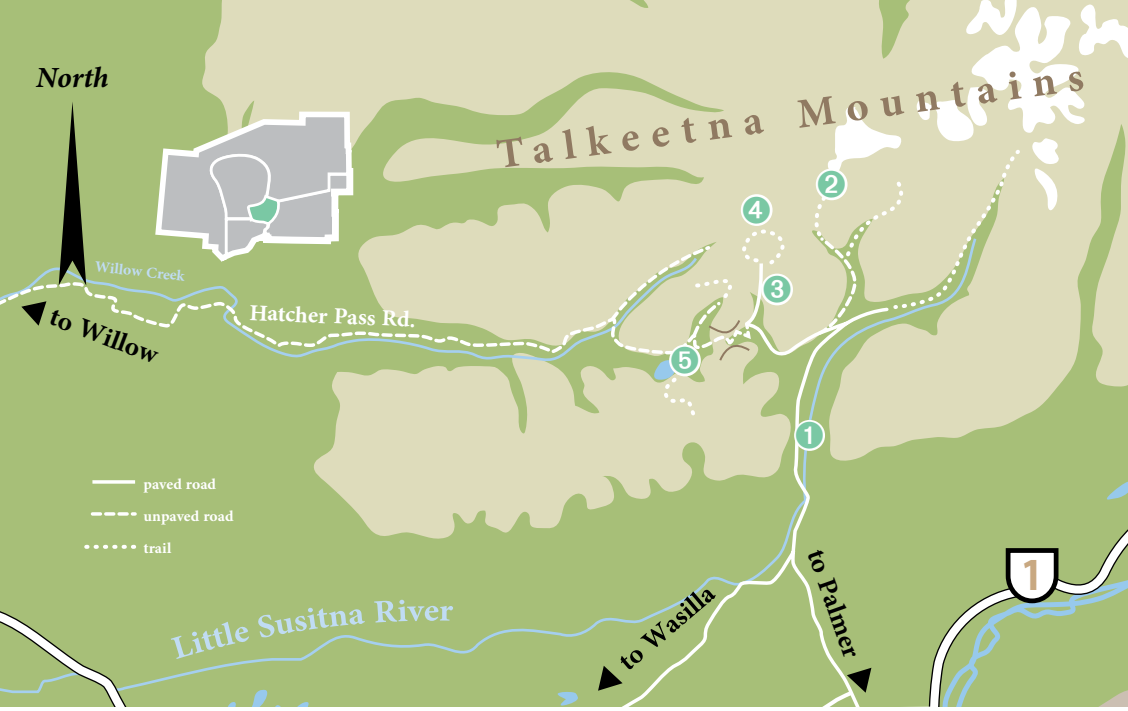 North
Talkeetna Mountains
2
4
Willow Creek
3
Hatcher Pass Rd.
to Willow
5
1
paved road
unpaved road
trail
to Palmer
1
to Wasilla
Little Susitna River